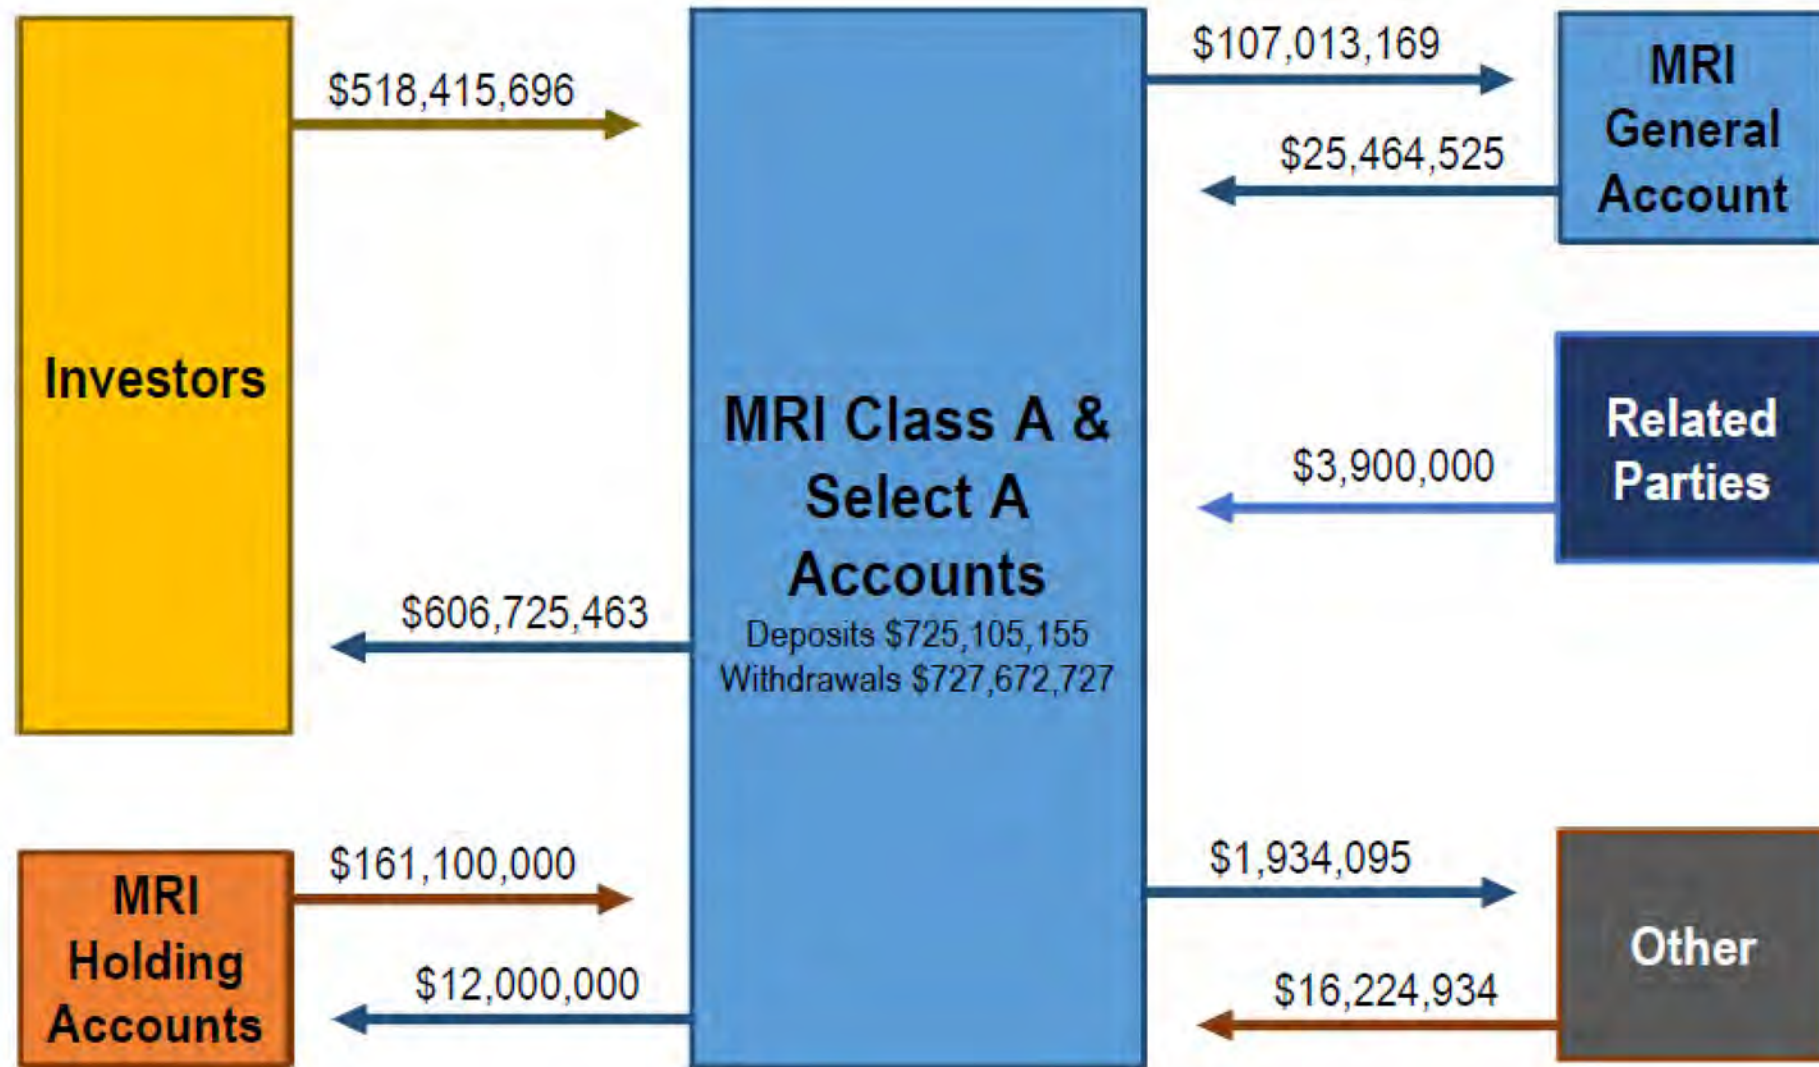 Investors
$518,415,696
$606,725,463
MRI
Holding
Accounts
$161,100,000
$12,000,000
MRI Class A &
Select A
Accounts
Deposits $725,105,155
Withdrawals $727,672,727
$107,013,169
$25,464,525
MRI
General
Account
$3,900,000
Related
Parties
$1,934,095
$16,224,934
Other